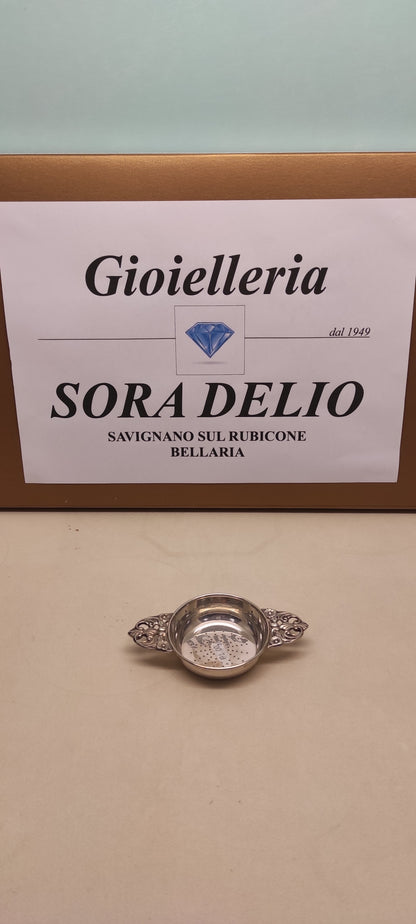 Gioielleria
dal 1949
SORA DELIO
SAVIGNANO SUL RUBICONE
BELLARIA